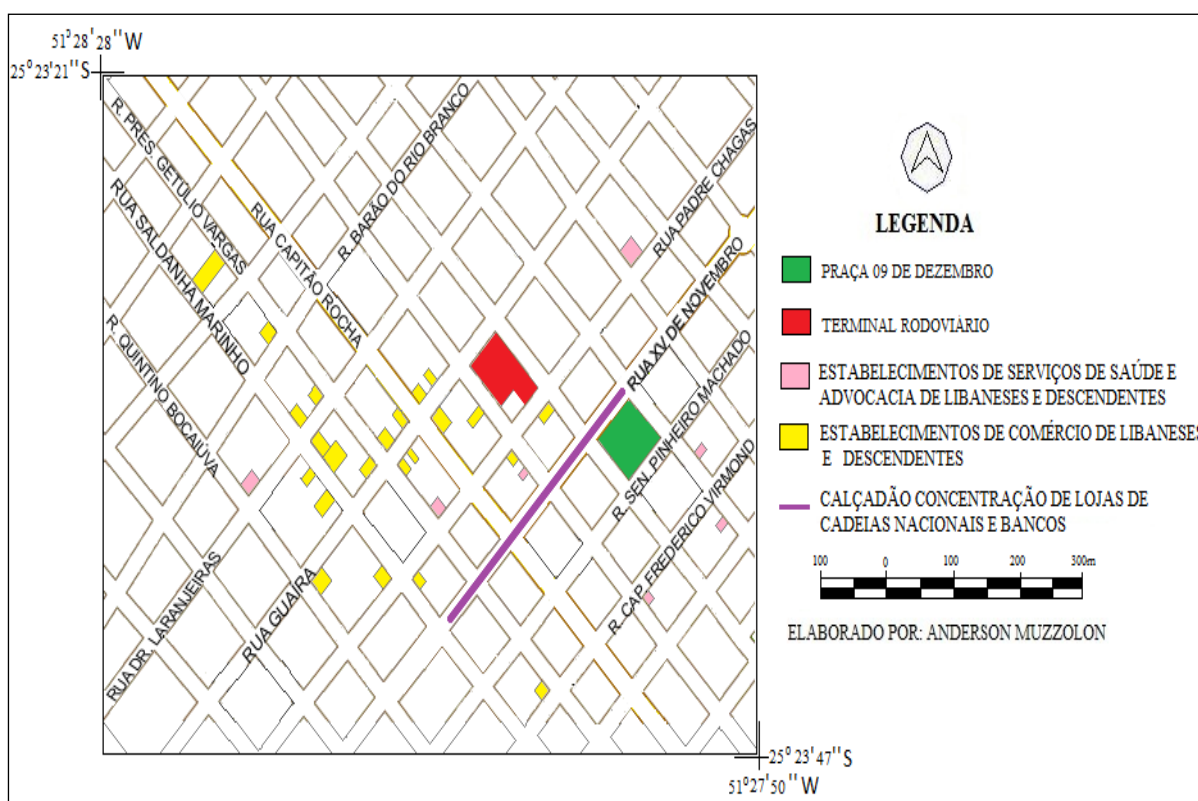 51°28'28''W
25°23'21''S
R. PRES. GETÚLIO VARGAS
RUA SALDANHA MARINHO
R. QUINTINO BOCAIÚVA
RUA CAPITÃO ROCHA
R. BARÃO DO RIO BRANCO
RUA PADRE CHAGAS
RUA XV DE NOVEMBRO
R. SEN. PINHEIRO MACHADO
R. CAP. FREDERICO VIRMOND
RUA DR. LARANJEIRAS
RUA GUAÍRA
LEGENDA
PRAÇA 09 DE DEZEMBRO
TERMINAL RODOVIÁRIO
ESTABELECIMENTOS DE SERVIÇOS DE SAÚDE E
ADVOCACIA DE LIBANESES E DESCENDENTES
ESTABELECIMENTOS DE COMÉRCIO DE LIBANESES
E DESCENDENTES
CALÇADÃO CONCENTRAÇÃO DE LOJAS DE
CADEIAS NACIONAIS E BANCOS
100 0 100 200 300m
ELABORADO POR: ANDERSON MUZZOLON
25°23'47''S
51°27'50''W